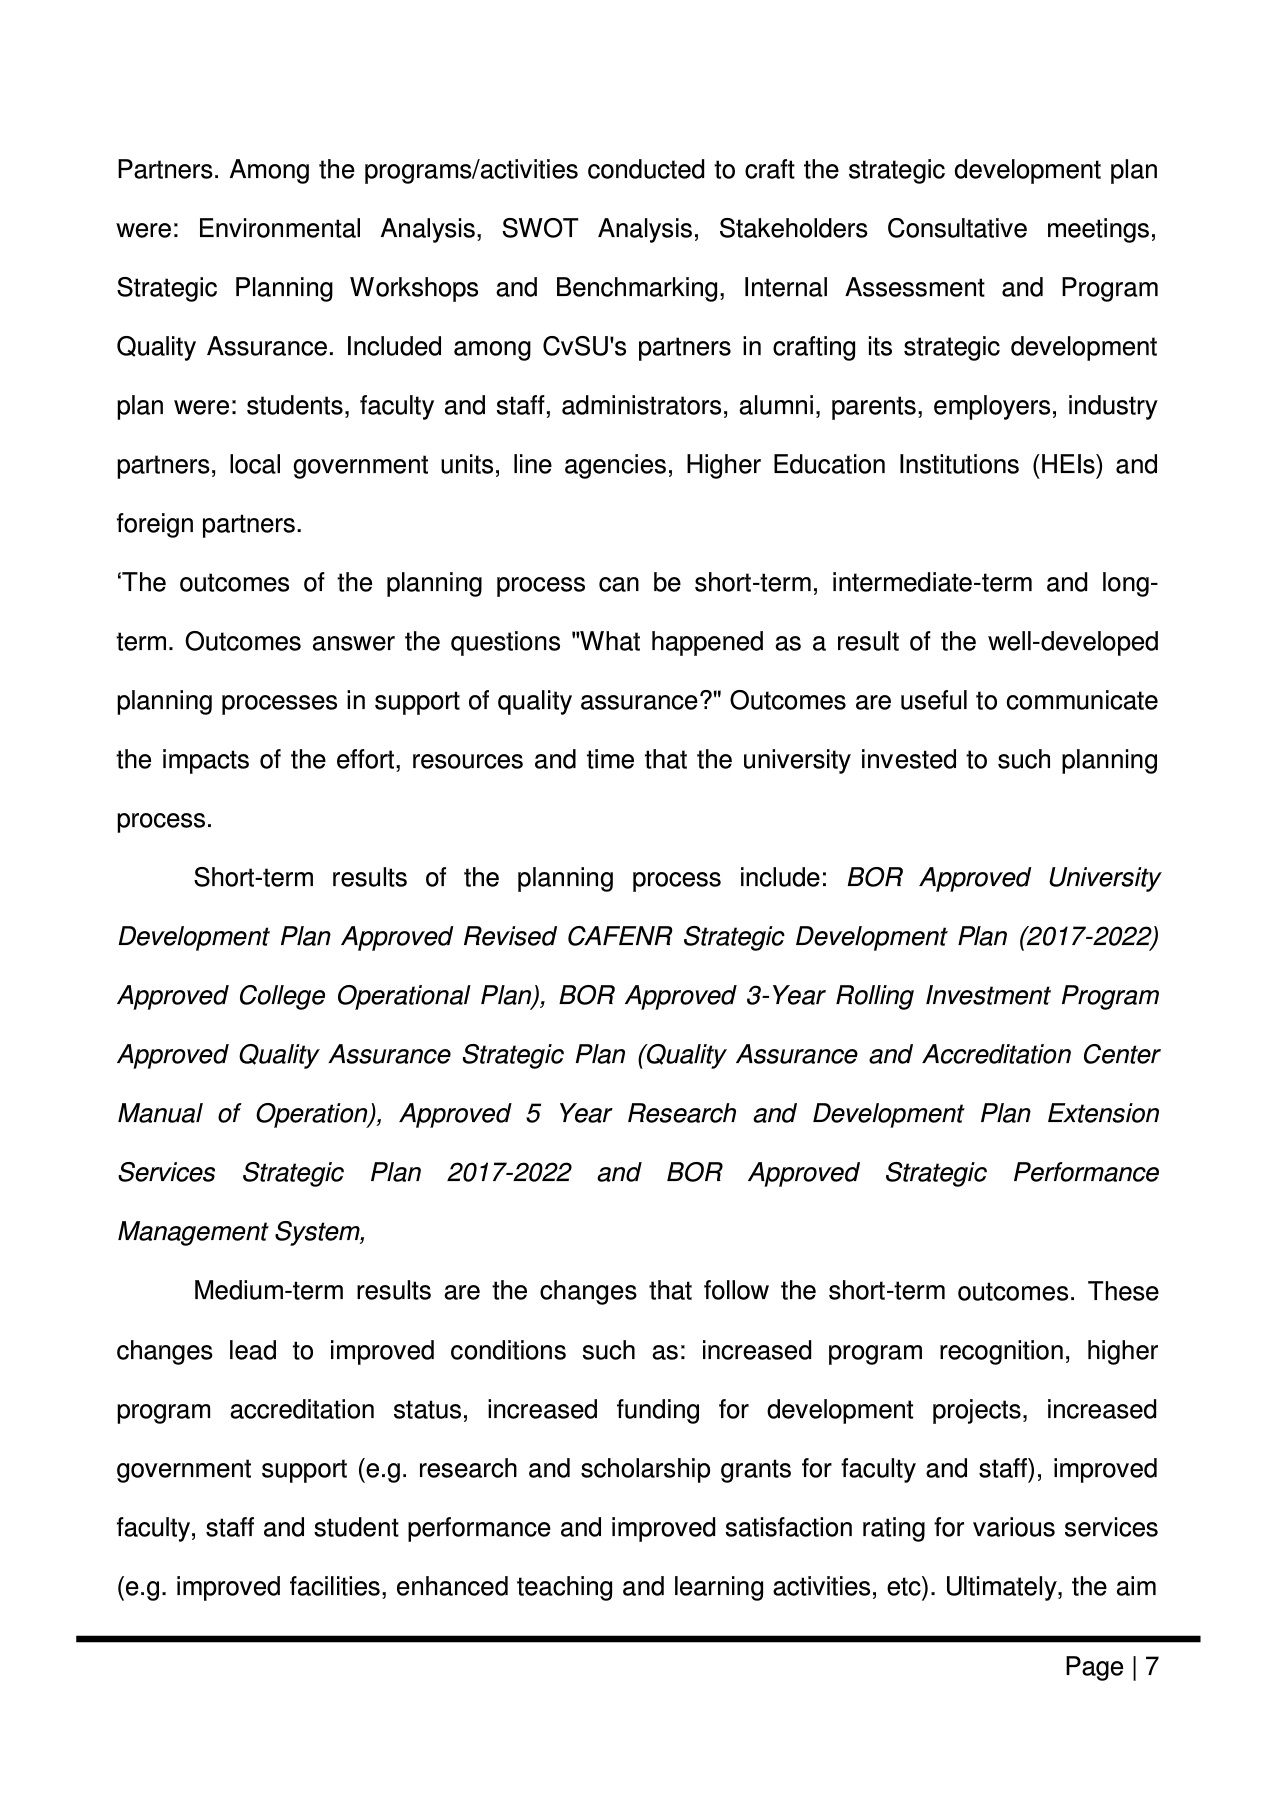 Partners. Among the programs/activities conducted to craft the strategic development plan
were: Environmental Analysis, SWOT Analysis, Stakeholders Consultative meetings,
Strategic Planning Workshops and Benchmarking, Internal Assessment and Program
Quality Assurance. Included among CvSU's partners in crafting its strategic development
plan were: students, faculty and staff, administrators, alumni, parents, employers, industry
partners, local government units, line agencies, Higher Education Institutions (HEIs) and
foreign partners.
‘The outcomes of the planning process can be short-term, intermediate-term and long-
term. Outcomes answer the questions "What happened as a result of the well-developed
planning processes in support of quality assurance?" Outcomes are useful to communicate
the impacts of the effort, resources and time that the university invested to such planning
process.
Short-term results of the planning process include: BOR Approved University
Development Plan Approved Revised CAFENR Strategic Development Plan (2017-2022)
Approved College Operational Plan), BOR Approved 3-Year Rolling Investment Program
Approved Quality Assurance Strategic Plan (Quality Assurance and Accreditation Center
Manual of Operation), Approved 5 Year Research and Development Plan Extension
Services Strategic Plan 2017-2022 and BOR Approved Strategic Performance
Management System,
Medium-term results are the changes that follow the short-term outcomes. These
changes lead to improved conditions such as: increased program recognition, higher
program accreditation status, increased funding for development projects, increased
government support (e.g. research and scholarship grants for faculty and staff), improved
faculty, staff and student performance and improved satisfaction rating for various services
(e.g. improved facilities, enhanced teaching and learning activities, etc). Ultimately, the aim
Page | 7